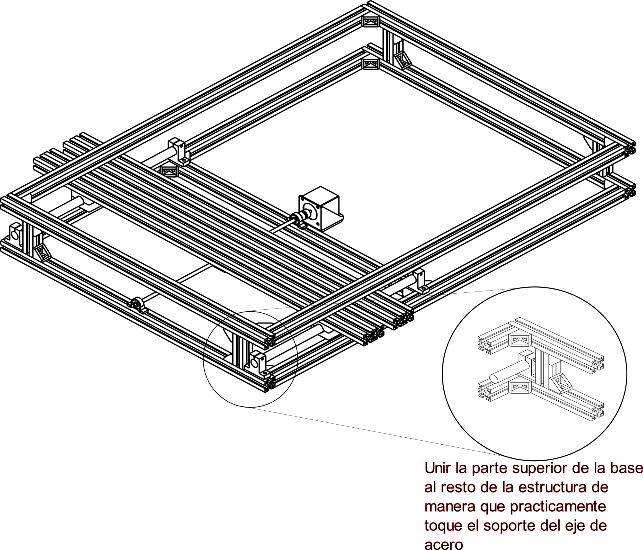 Unir la parte superior de la base
al resto de la estructura de
manera que practicamente
toque el soporte del eje de
acero